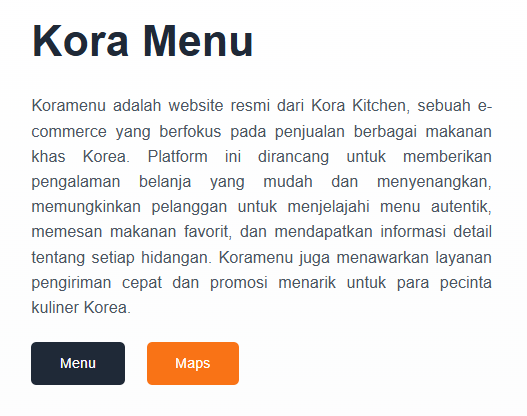 Kora Menu
Koramenu adalah website resmi dari Kora Kitchen, sebuah e-
commerce yang berfokus pada penjualan berbagai makanan
khas Korea. Platform ini dirancang untuk memberikan
pengalaman belanja yang mudah dan menyenangkan,
memungkinkan pelanggan untuk menjelajahi menu autentik,
memesan makanan favorit, dan mendapatkan informasi detail
tentang setiap hidangan. Koramenu juga menawarkan layanan
pengiriman cepat dan promosi menarik untuk para pecinta
kuliner Korea.
Menu
Maps